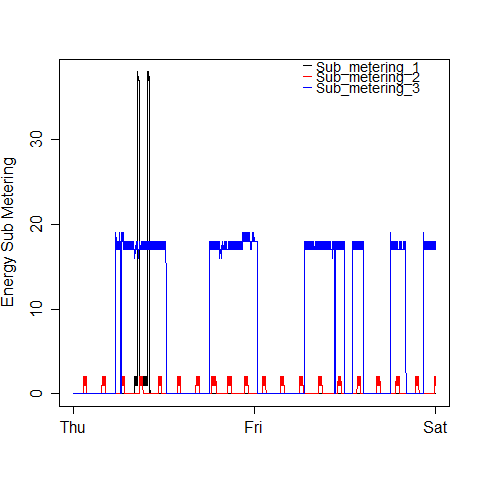 Sub_metering_1
Sub_metering_2
Sub_metering_3
Energy Sub Metering
30
20
10
0
Thu Fri Sat